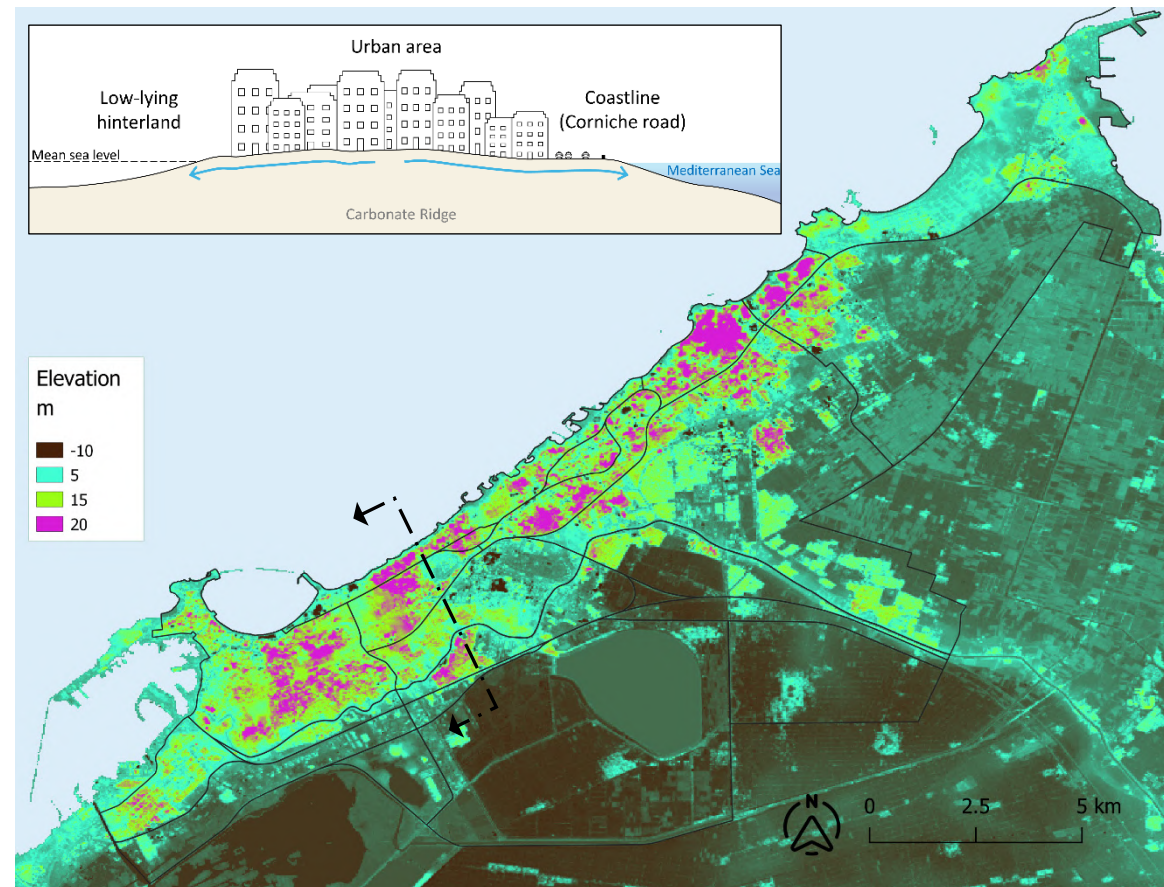 Urban area
Low-lying
hinterland
Coastline
(Corniche road)
Mean sea level
Mediterranean Sea
Carbonate Ridge
Elevation
m
-10
5
15
20
N
0 2.5 5 km